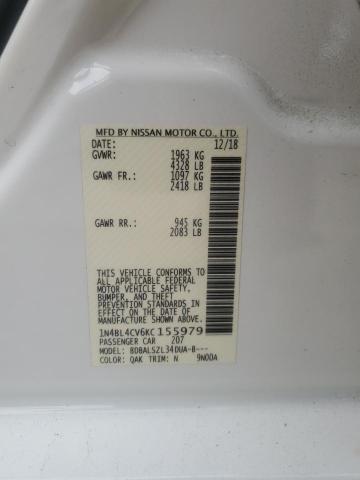 MFD BY NISSAN MOTOR CO., LTD.
DATE: 12/18
GVWR: 1963 KG
4328 LB
GAWR FR: 1097 KG
2418 LB
GAWR RR: 945 KG
2083 LB
THIS VEHICLE CONFORMS TO
ALL APPLICABLE FEDERAL
MOTOR VEHICLE SAFETY,
BUMPER, AND THEFT
PREVENTION STANDARDS
IN EFFECT ON THE DATE OF
MANUFACTURE SHOWN ABOVE.
1N4BL4CV6KC155979
PASSENGER CAR 207
MODEL: BDBALSZL34DUA-B---
COLOR: QAK TRIM: N 9N00A